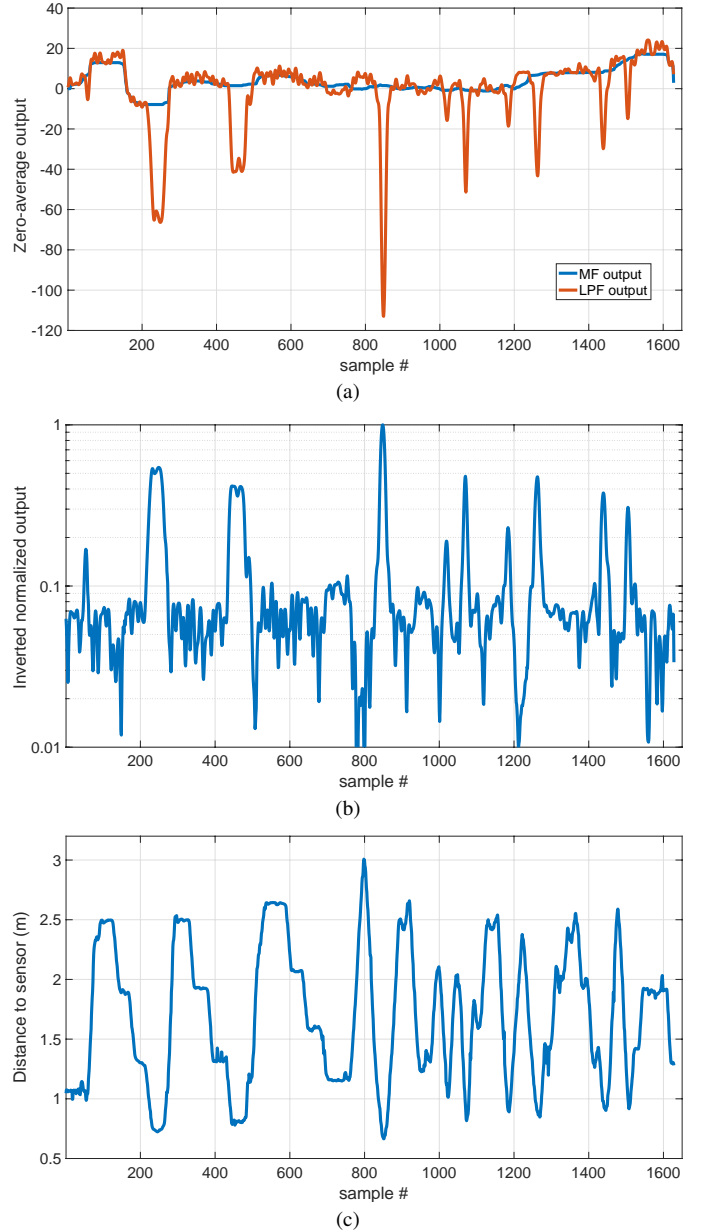 40
20
0
-20
-40
-60
-80
-100
-120
Zero-average output
MF output
LPF output
200 400 600 800 1000 1200 1400 1600
sample #
(a)
1
0.1
0.01
Inverted normalized output
200 400 600 800 1000 1200 1400 1600
sample #
(b)
3
2.5
2
1.5
1
0.5
Distance to sensor (m)
200 400 600 800 1000 1200 1400 1600
sample #
(c)